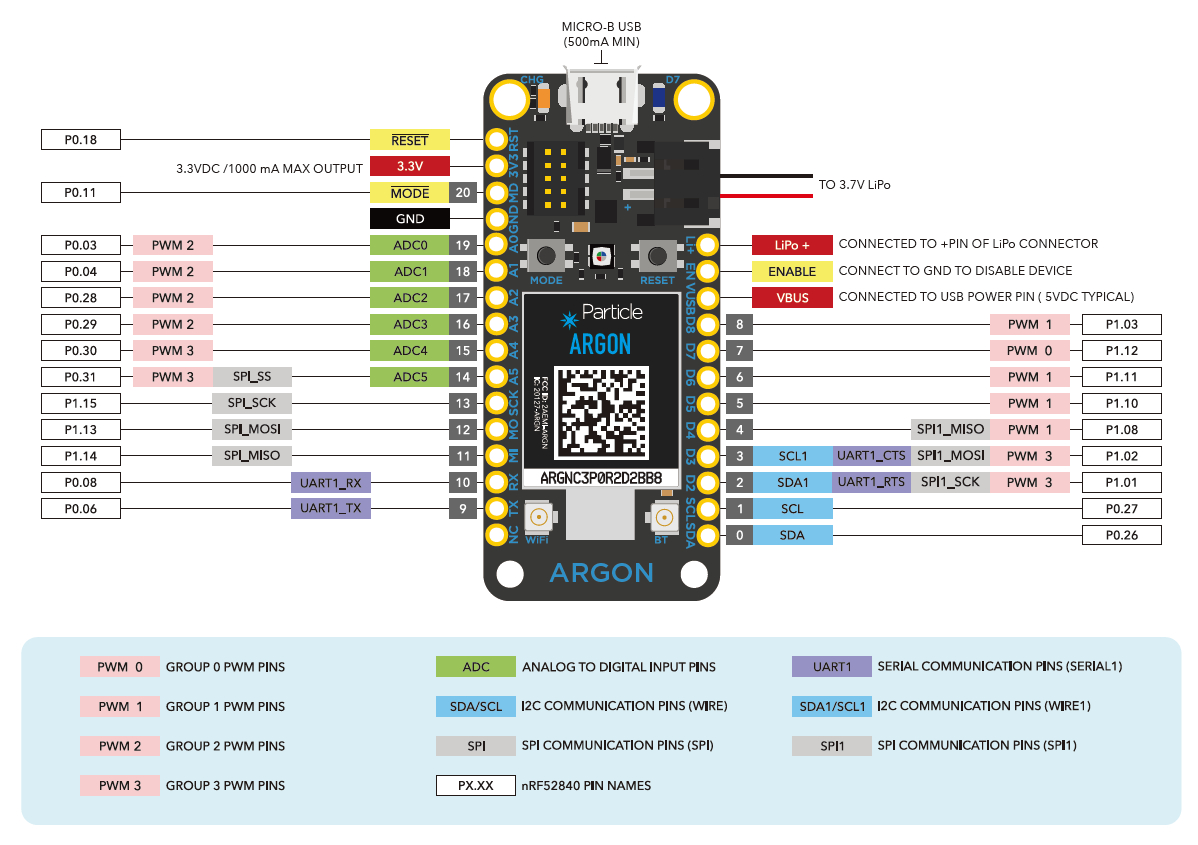 MICRO-B USB
(500mA MIN)
CHG
D7
P0.18
RESET
RST
3.3VDC /1000 mA MAX OUTPUT
3.3V
3V3
P0.11
MODE
20
MD
GND
GND
TO 3.7V LiPo
+
P0.03
PWM 2
ADC0
19
A0
P0.04
PWM 2
ADC1
18
A1
P0.28
PWM 2
ADC2
17
A2
P0.29
PWM 2
ADC3
16
A3
P0.30
PWM 3
ADC4
15
A4
P0.31
PWM 3
SPI_SS
ADC5
14
A5
P1.15
SPI_SCK
13
SCK
P1.13
SPI_MOSI
12
MO
P1.14
SPI_MISO
11
MI
P0.08
UART1_RX
10
RX
P0.06
UART1_TX
9
TX
NC
MODE
RESET
Particle
ARGON
FCC ID: 2AEMI-ARGN
IC: 20127-ARGN
ARGNC3P0R2D2BB8
WiFi
BT
ARGON
Li+
LiPo +
CONNECTED TO +PIN OF LiPo CONNECTOR
EN
ENABLE
CONNECT TO GND TO DISABLE DEVICE
VUSB
VBUS
CONNECTED TO USB POWER PIN ( 5VDC TYPICAL)
D8
8
PWM 1
P1.03
D7
7
PWM 0
P1.12
D6
6
PWM 1
P1.11
D5
5
PWM 1
P1.10
D4
4
SPI1_MISO
PWM 1
P1.08
D3
3
SCL1
UART1_CTS
SPI1_MOSI
PWM 3
P1.02
D2
2
SDA1
UART1_RTS
SPI1_SCK
PWM 3
P1.01
SCL
1
SCL
P0.27
SDA
0
SDA
P0.26
PWM 0
GROUP 0 PWM PINS
ADC
ANALOG TO DIGITAL INPUT PINS
UART1
SERIAL COMMUNICATION PINS (SERIAL1)
PWM 1
GROUP 1 PWM PINS
SDA/SCL
I2C COMMUNICATION PINS (WIRE)
SDA1/SCL1
I2C COMMUNICATION PINS (WIRE1)
PWM 2
GROUP 2 PWM PINS
SPI
SPI COMMUNICATION PINS (SPI)
SPI1
SPI COMMUNICATION PINS (SPI1)
PWM 3
GROUP 3 PWM PINS
PX.XX
nRF52840 PIN NAMES